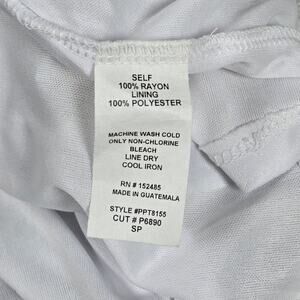 SELF
100% RAYON
LINING
100% POLYESTER
MACHINE WASH COLD
ONLY NON-CHLORINE
BLEACH
LINE DRY
COOL IRON
RN # 152485
MADE IN GUATEMALA
STYLE #PPT8155
CUT # P6890
SP